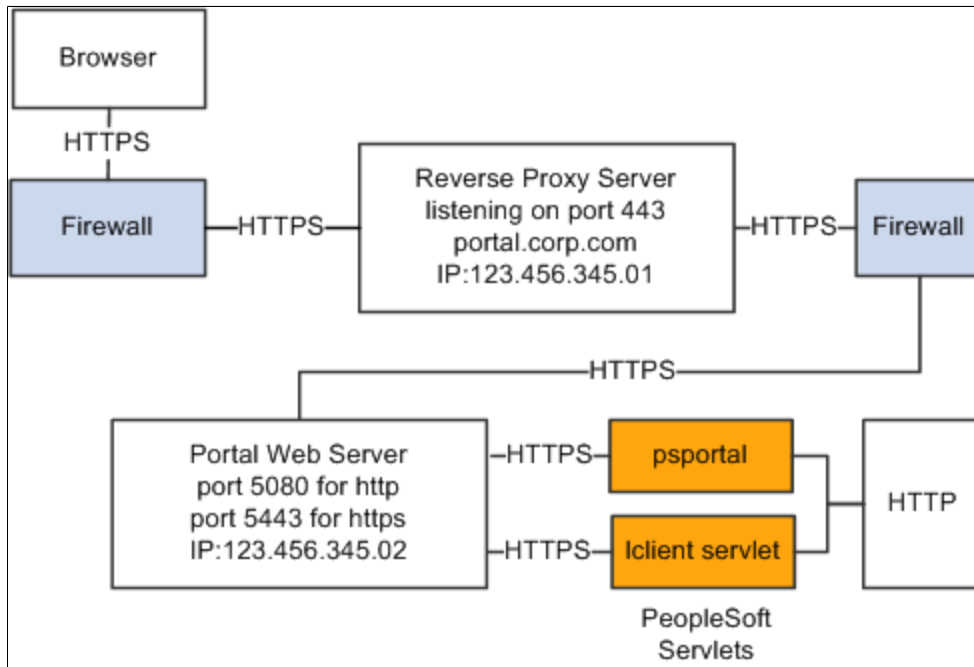 Browser
HTTPS
Firewall
HTTPS
Reverse Proxy Server
listening on port 443
portal.corp.com
IP:123.456.345.01
HTTPS
Firewall
HTTPS
Portal Web Server
port 5080 for http
port 5443 for https
IP:123.456.345.02
HTTPS
psportal
HTTPS
Iclient servlet
HTTP
PeopleSoft
Servlets